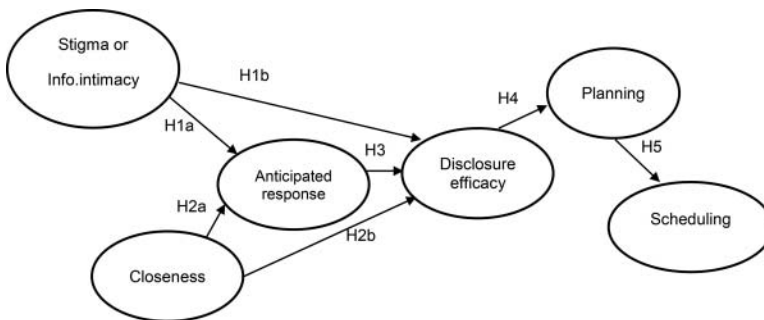 Stigma or
Info.intimacy
H1b
H4
Planning
H1a
H3
H5
Anticipated
response
Disclosure
efficacy
H2a
Scheduling
H2b
Closeness